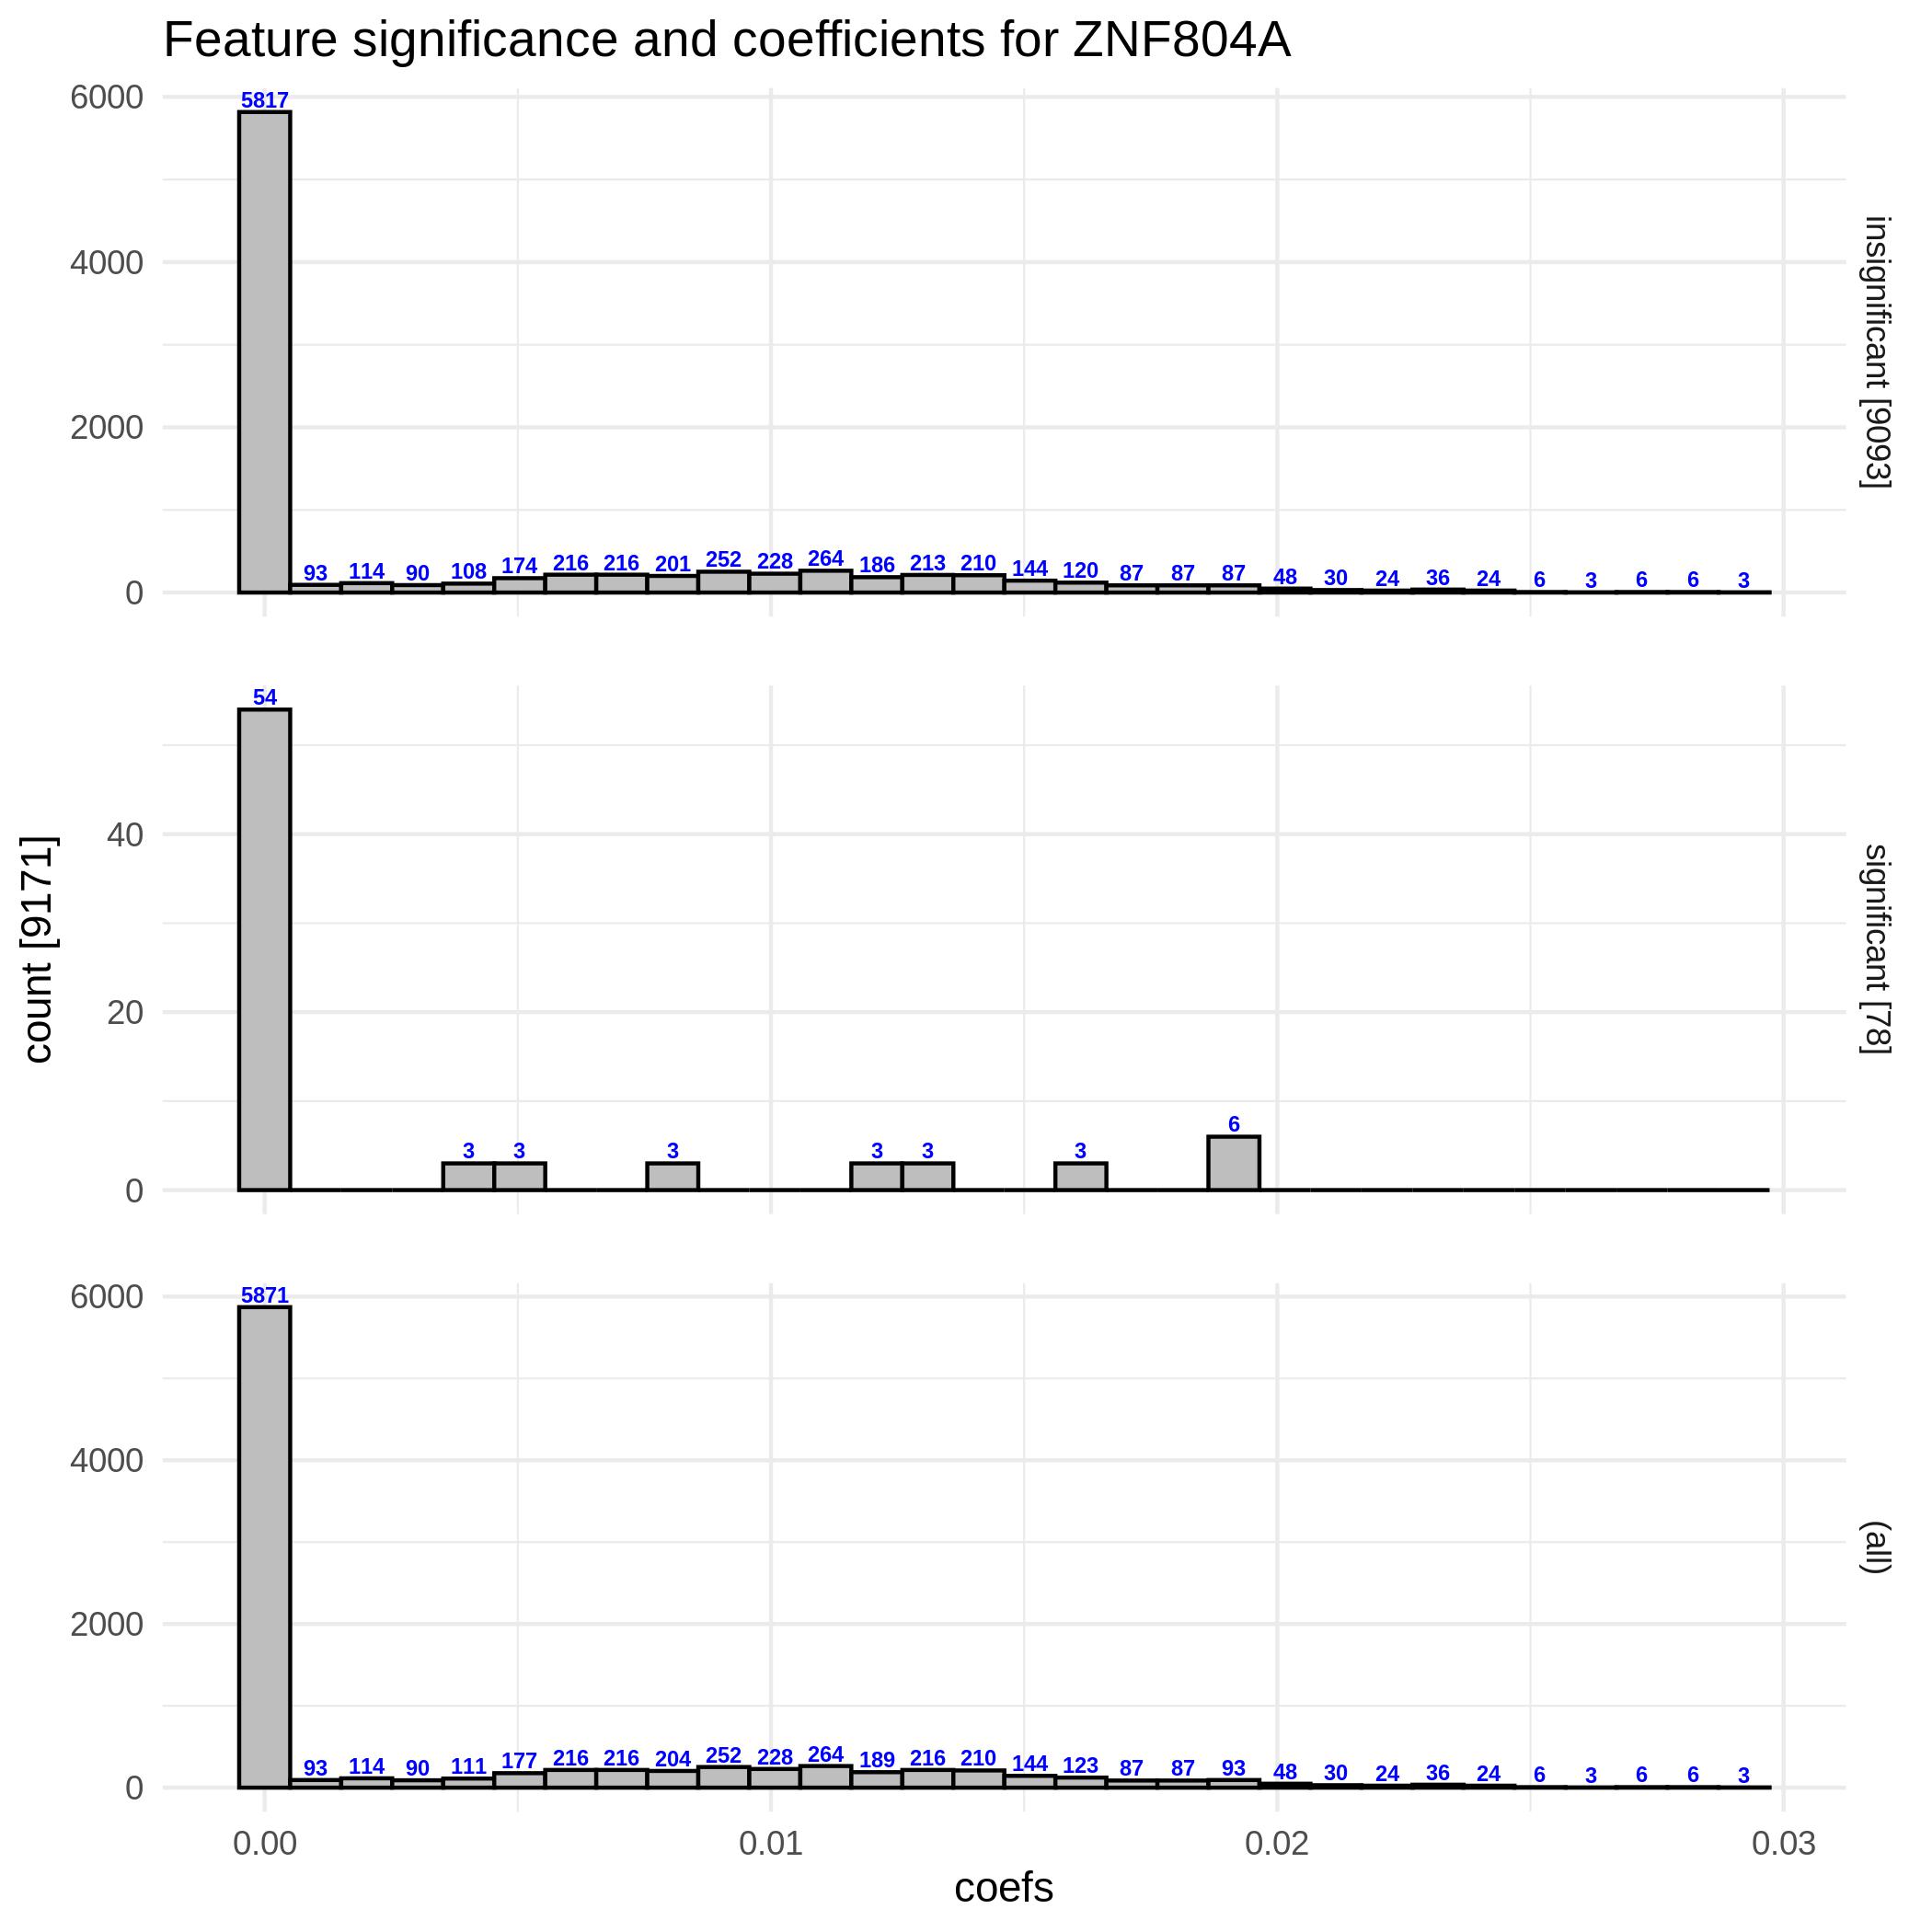 Feature significance and coefficients for ZNF804A
6000
4000
2000
0
5817
93 114 90 108 174 216 216 201 252 228 264 186 213 210 144 120 87 87 87 48 30 24 36 24 6 3 6 6 3
insignificant [9093]
count [9171]
40
20
0
54
3 3 3 3 3 3 6
significant [78]
6000
4000
2000
0
5871
93 114 90 111 177 216 216 204 252 228 264 189 216 210 144 123 87 87 93 48 30 24 36 24 6 3 6 6 3
(all)
0.00 0.01 0.02 0.03
coefs